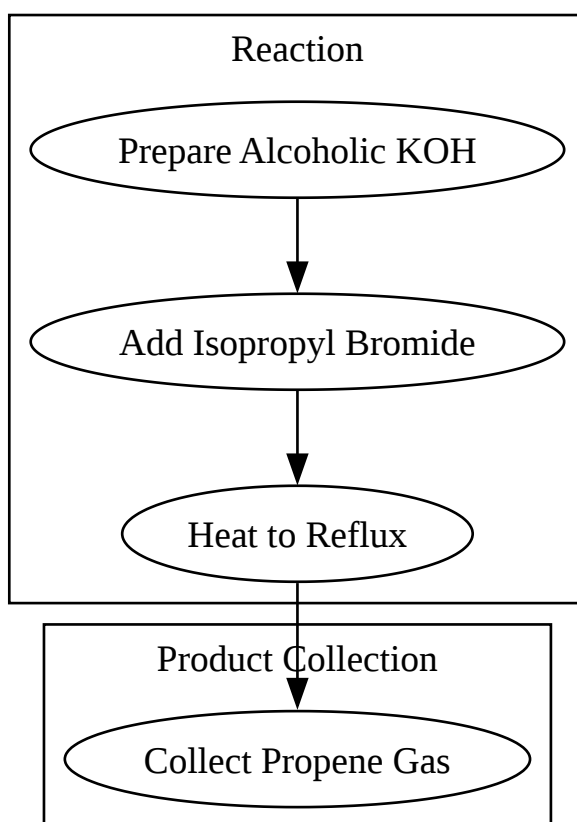 Reaction
Prepare Alcoholic KOH
Add Isopropyl Bromide
Heat to Reflux
Product Collection
Collect Propene Gas